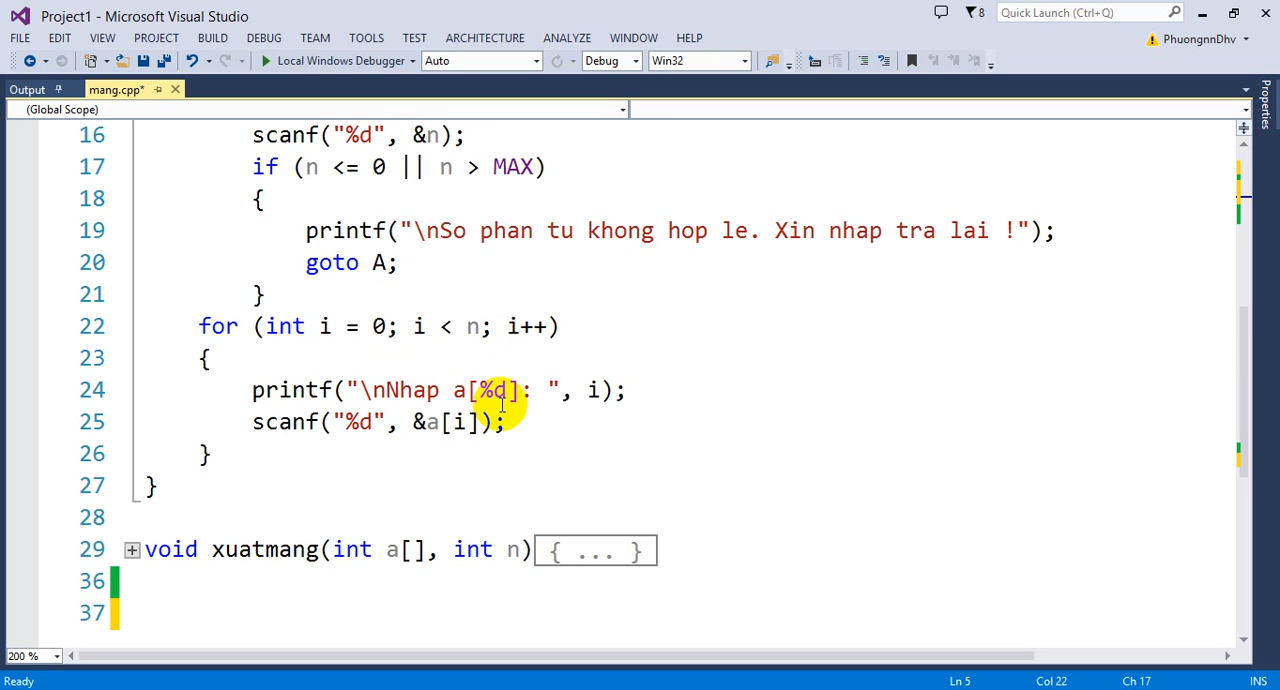 Project1 - Microsoft Visual Studio
8
Quick Launch (Ctrl+Q)
FILE EDIT VIEW PROJECT BUILD DEBUG TEAM TOOLS TEST ARCHITECTURE ANALYZE WINDOW HELP
PhuongnnDhv
Local Windows Debugger Auto Debug Win32
Output mang.cpp*
Properties
(Global Scope)
16 scanf("%d", &n);
17 if (n <= 0 || n > MAX)
18 {
19 printf("\nSo phan tu khong hop le. Xin nhap tra lai !");
20 goto A;
21 }
22 for (int i = 0; i < n; i++)
23 {
24 printf("\nNhap a[%d]: ", i);
25 scanf("%d", &a[i]);
26 }
27 }
28
29 void xuatmang(int a[], int n){ ... }
36
37
200 %
Ready Ln 5 Col 22 Ch 17 INS